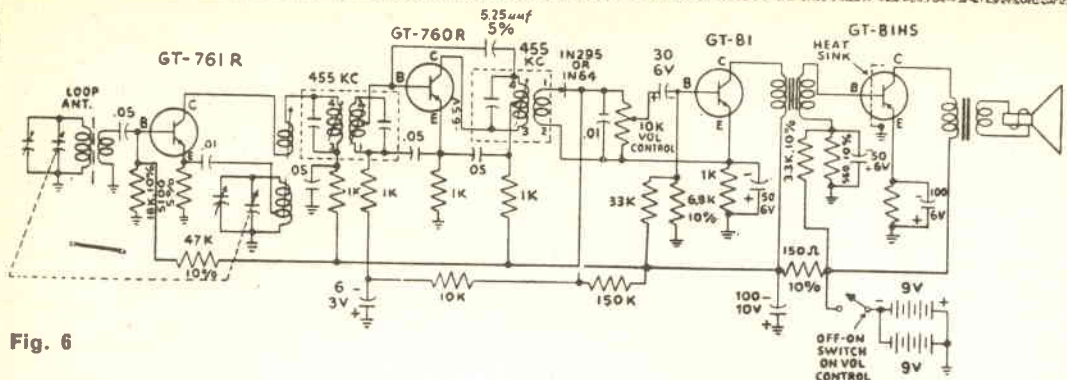 GT-761R
LOOP
ANT.
.05
B
C
E
.01
18K, 10%
5100
5%
47K
10%
455 KC
.05
1K
1K
GT-760R
5.25uuf
5%
B
C
E
6.5V
.05
1K
.05
1K
455
KC
4
3
1
2
1N295
OR
1N64
.01
10K
VOL
CONTROL
30
6V
GT-81
B
C
E
33K
6.8K
10%
1K
50
6V
HEAT
SINK
GT-81HS
B
C
E
3.3K, 10%
560, 10%
50
6V
100
6V
6
3V
10K
150K
100
10V
150Ω
10%
OFF-ON
SWITCH
ON VOL
CONTROL
9V
9V
Fig. 6